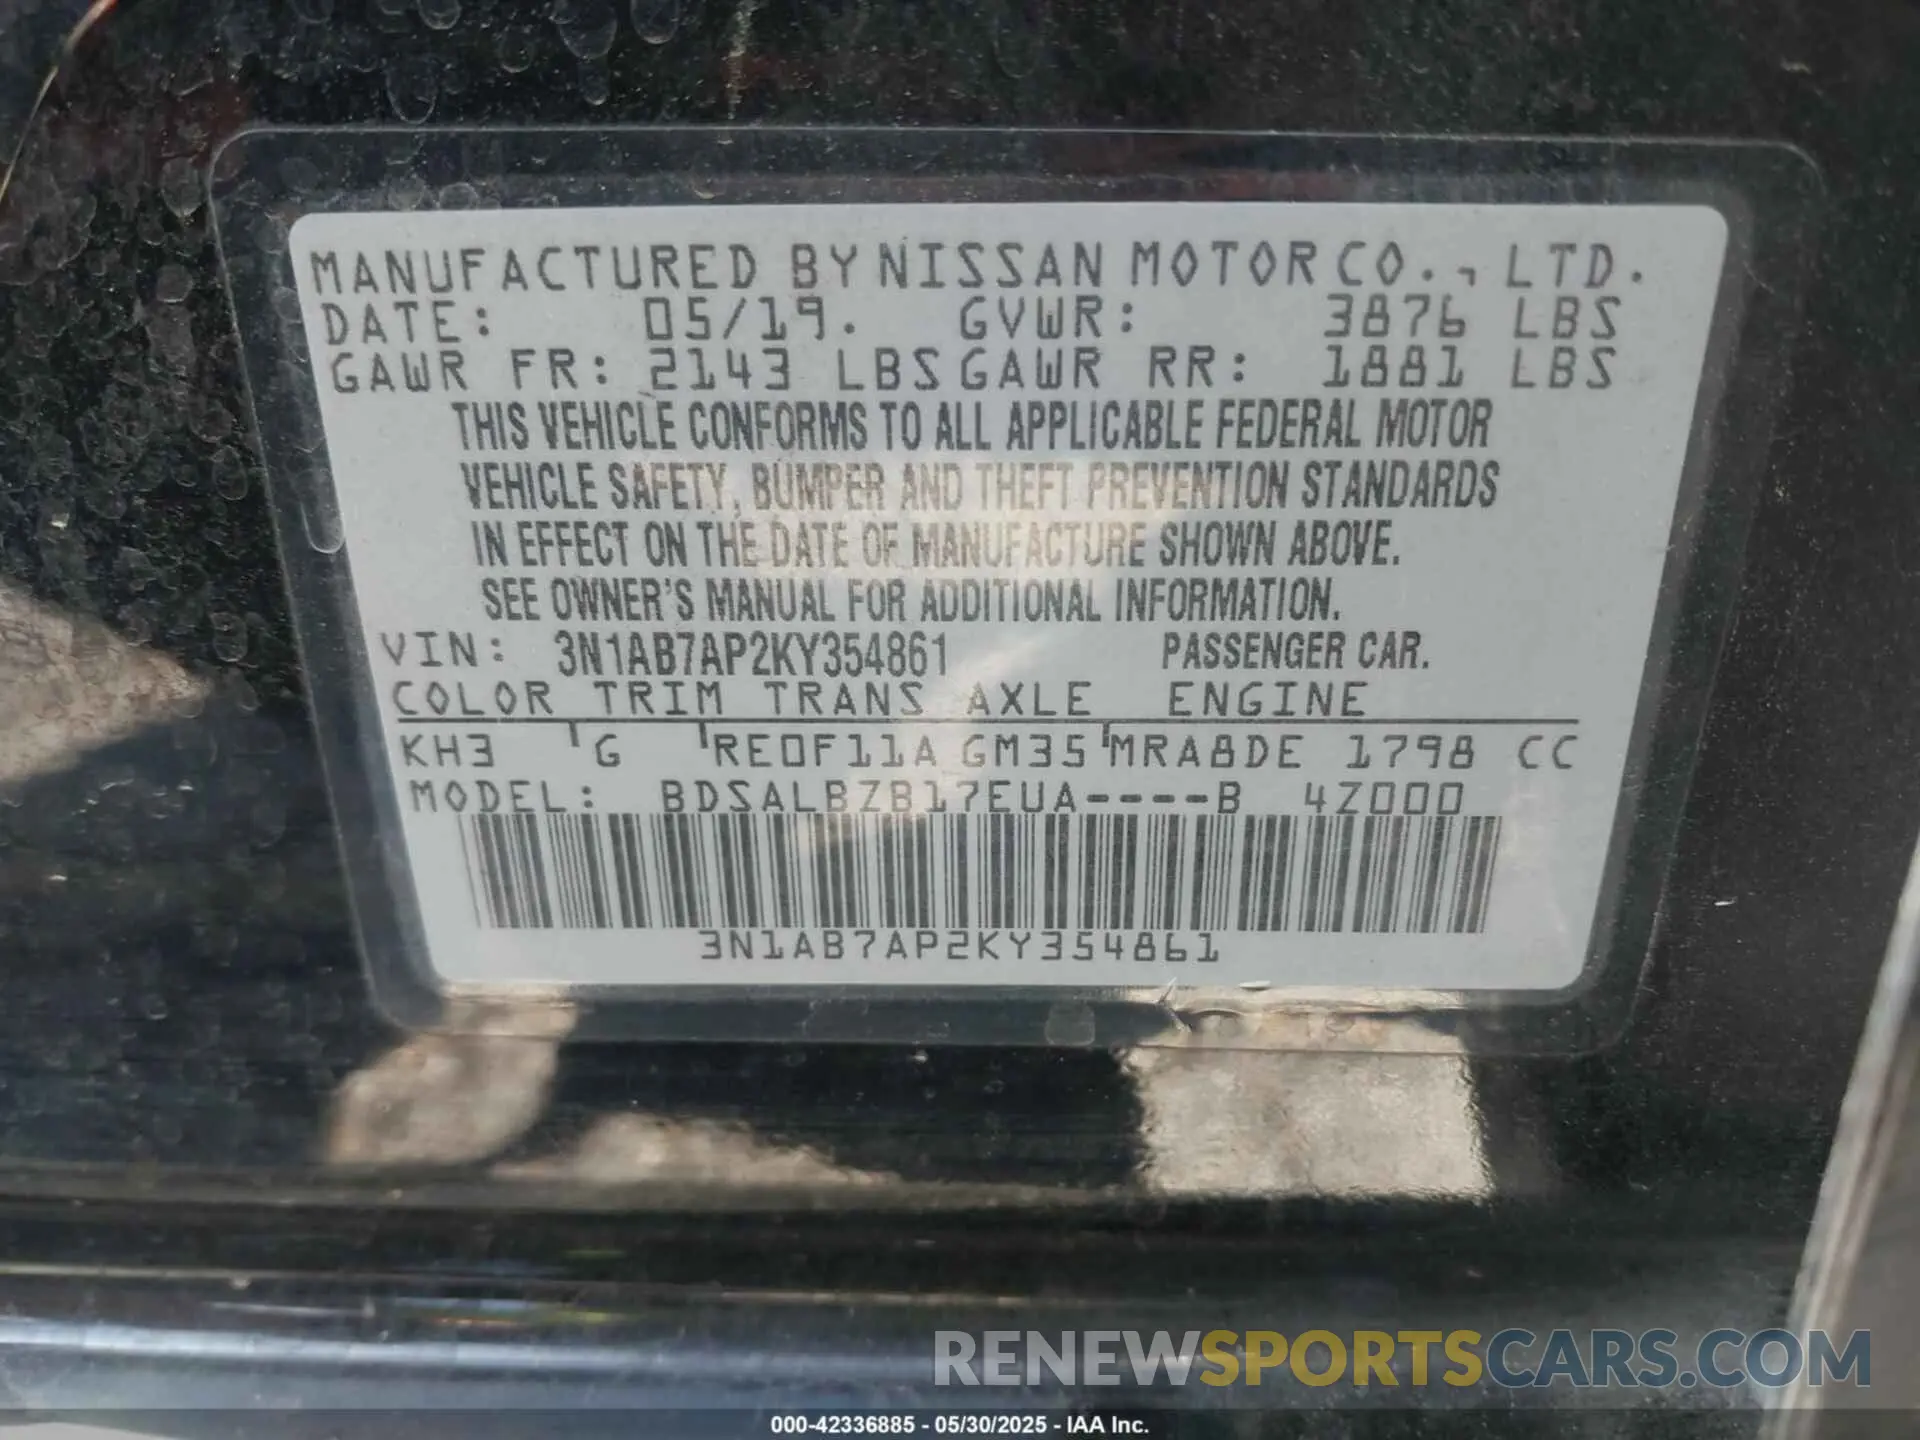 MANUFACTURED BY NISSAN MOTOR CO., LTD.
DATE: 05/19. GVWR: 3876 LBS
GAWR FR: 2143 LBS GAWR RR: 1881 LBS
THIS VEHICLE CONFORMS TO ALL APPLICABLE FEDERAL MOTOR
VEHICLE SAFETY, BUMPER AND THEFT PREVENTION STANDARDS
IN EFFECT ON THE DATE OF MANUFACTURE SHOWN ABOVE.
SEE OWNER'S MANUAL FOR ADDITIONAL INFORMATION.
VIN: 3N1AB7AP2KY354861 PASSENGER CAR.
COLOR TRIM TRANS AXLE ENGINE
KH3 G RE0F11A GM35 MRA8DE 1798 CC
MODEL: BDSALBZB17EUA----B 4Z000
3N1AB7AP2KY354861
RENEWSPORTSCARS.COM
000-42336885 - 05/30/2025 - IAA Inc.